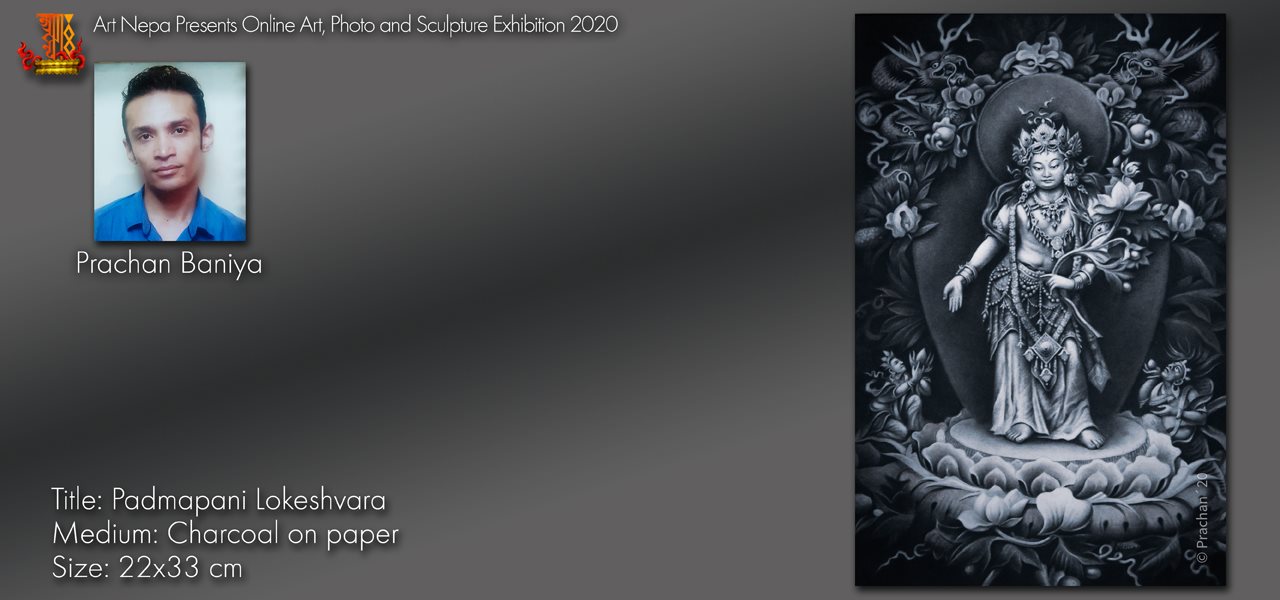 Art Nepa Presents Online Art, Photo and Sculpture Exhibition 2020
Prachan Baniya
Title: Padmapani Lokeshvara
Medium: Charcoal on paper
Size: 22x33 cm
© Prachan '20